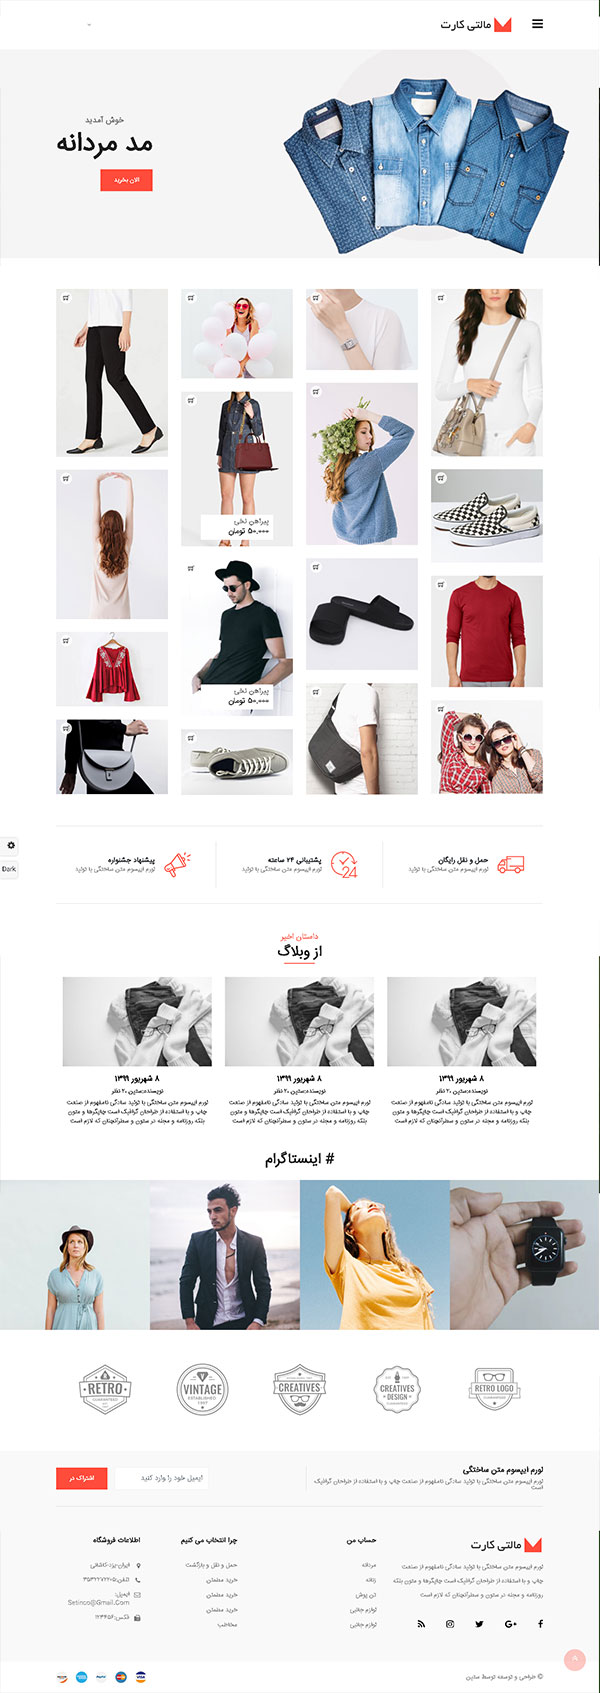 مالتی کارت
خوش آمدید
مد مردانه
الان بخرید
پیراهن نخی
۵۰,۰۰۰ تومان
پیراهن نخی
۵۰,۰۰۰ تومان
Dark
حمل و نقل رایگان
لورم ایپسوم متن ساختگی با تولید
پشتیبانی ۲۴ ساعته
لورم ایپسوم متن ساختگی با تولید
24
پیشنهاد جشنواره
لورم ایپسوم متن ساختگی با تولید
داستان اخیر
از وبلاگ
۸ شهریور ۱۳۹۹
نویسنده:ستین ،۲۰ نظر
لورم ایپسوم متن ساختگی با تولید سادگی نامفهوم از صنعت
چاپ و با استفاده از طراحان گرافیک است چاپگرها و متون
بلکه روزنامه و مجله در ستون و سطرآنچنان که لازم است
۸ شهریور ۱۳۹۹
نویسنده:ستین ،۲۰ نظر
لورم ایپسوم متن ساختگی با تولید سادگی نامفهوم از صنعت
چاپ و با استفاده از طراحان گرافیک است چاپگرها و متون
بلکه روزنامه و مجله در ستون و سطرآنچنان که لازم است
۸ شهریور ۱۳۹۹
نویسنده:ستین ،۲۰ نظر
لورم ایپسوم متن ساختگی با تولید سادگی نامفهوم از صنعت
چاپ و با استفاده از طراحان گرافیک است چاپگرها و متون
بلکه روزنامه و مجله در ستون و سطرآنچنان که لازم است
# اینستاگرام
RETRO
VINTAGE
ESTABLISHED
CREATIVES
CREATIVES
DESIGN
RETRO LOGO
لورم ایپسوم متن ساختگی
لورم ایپسوم متن ساختگی با تولید سادگی نامفهوم از صنعت چاپ و با استفاده از طراحان گرافیک
است
ایمیل خود را وارد کنید
اشتراک در
مالتی کارت
لورم ایپسوم متن ساختگی با تولید سادگی نامفهوم از صنعت
چاپ و با استفاده از طراحان گرافیک است چاپگرها و متون بلکه
روزنامه و مجله در ستون و سطرآنچنان که لازم است
حساب من
مردانه
زنانه
تن پوش
لوازم جانبی
لوازم جانبی
چرا انتخاب می کنیم
حمل و نقل و بازگشت
خرید مطمئن
خرید مطمئن
خرید مطمئن
مخاطب
اطلاعات فروشگاه
ایران-یزد-کاشانی
تلفن:۰۳۵۳۲۲۷۲۲۰۵
ایمیل:
Setinco@Gmail.Com
فکس:۱۲۳۴۵۶
© طراحی و توسعه توسط ستین
VISA